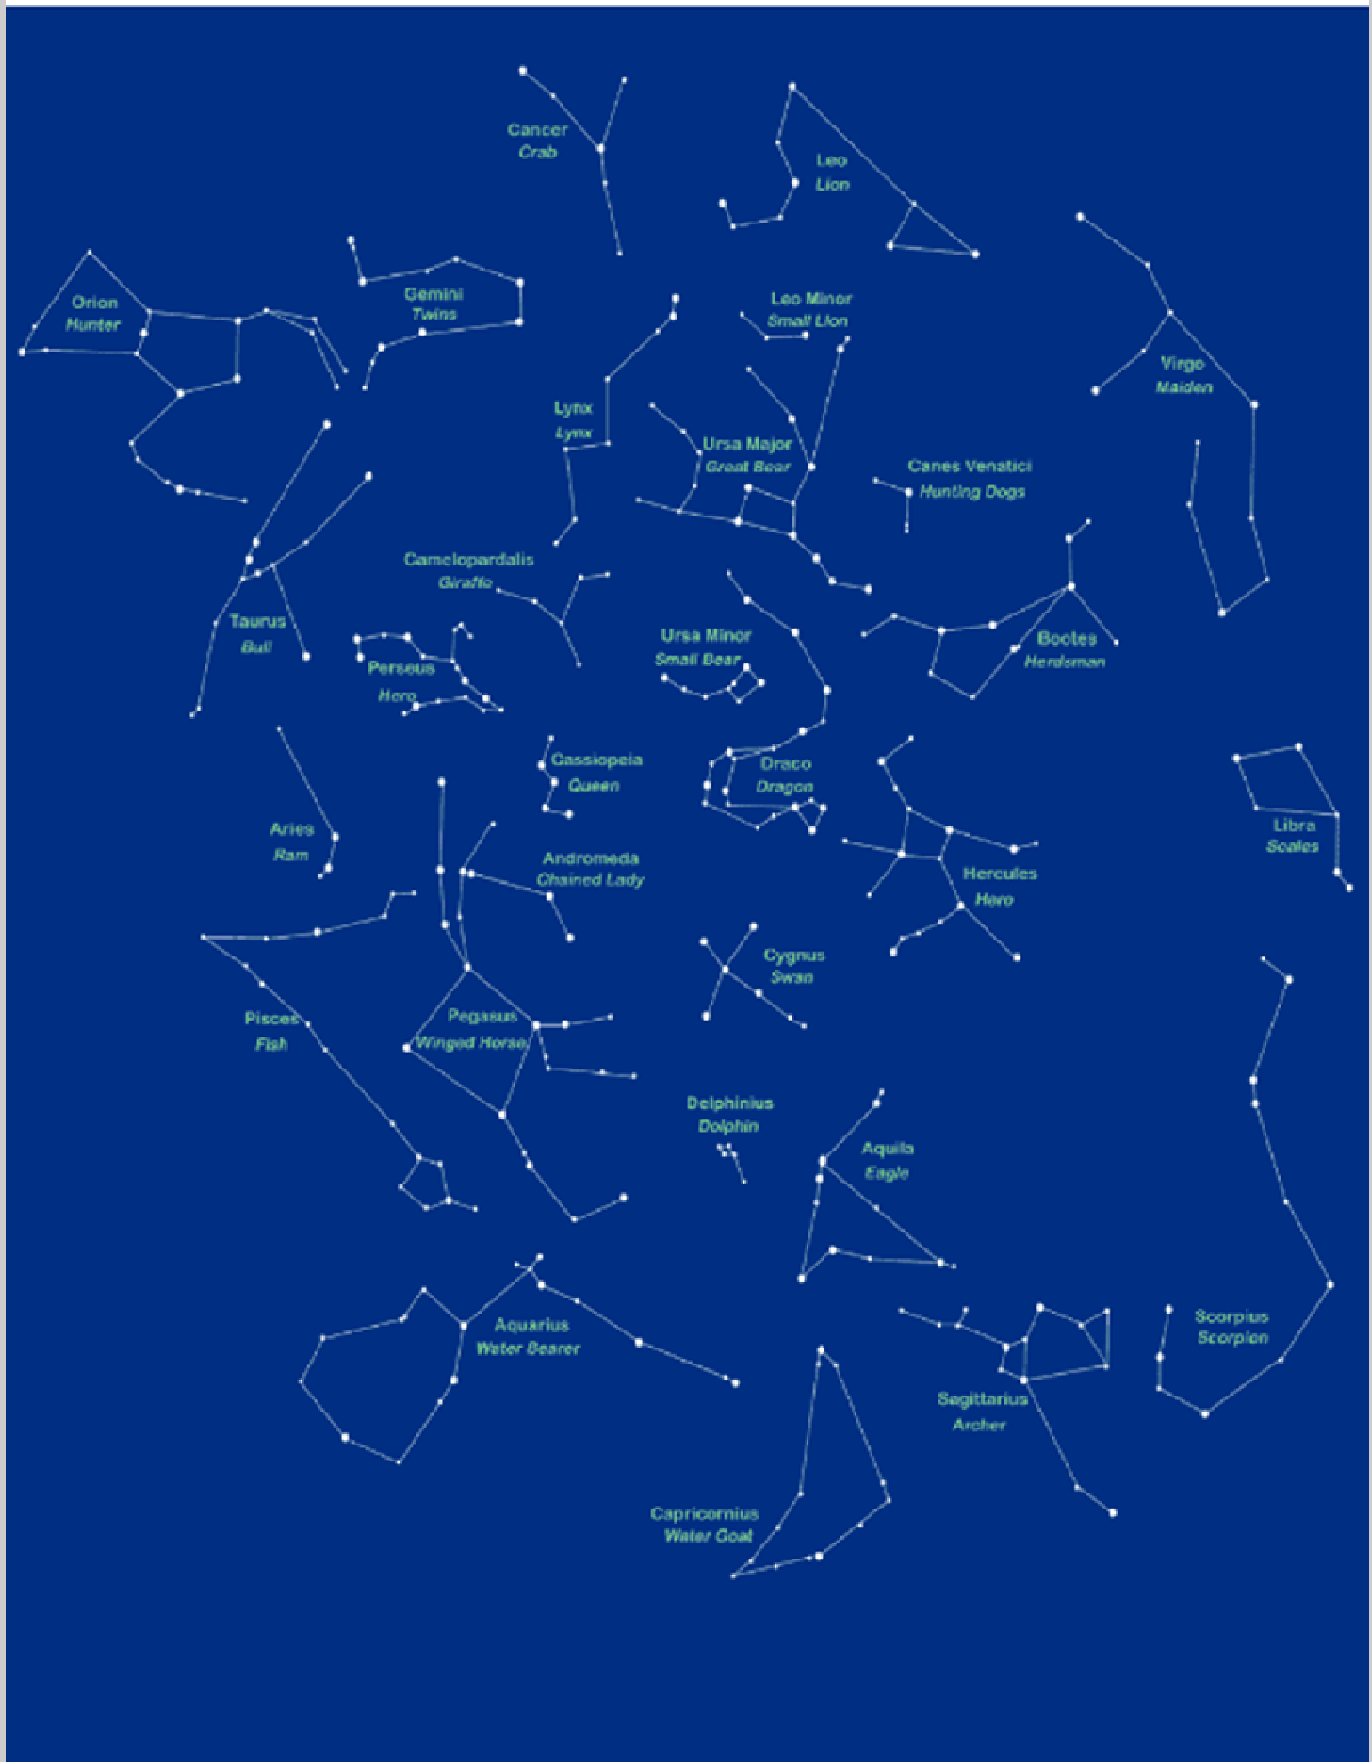 Cancer
Crab
Leo
Lion
Orion
Hunter
Gemini
Twins
Leo Minor
Small Lion
Virgo
Maiden
Lynx
Lynx
Ursa Major
Great Bear
Canes Venatici
Hunting Dogs
Camelopardalis
Giraffe
Taurus
Bull
Perseus
Hero
Ursa Minor
Small Bear
Bootes
Herdsman
Cassiopeia
Queen
Draco
Dragon
Aries
Ram
Andromeda
Chained Lady
Hercules
Hero
Libra
Scales
Cygnus
Swan
Pisces
Fish
Pegasus
Winged Horse
Delphinius
Dolphin
Aquila
Eagle
Aquarius
Water Bearer
Scorpius
Scorpion
Sagittarius
Archer
Capricornius
Water Goat